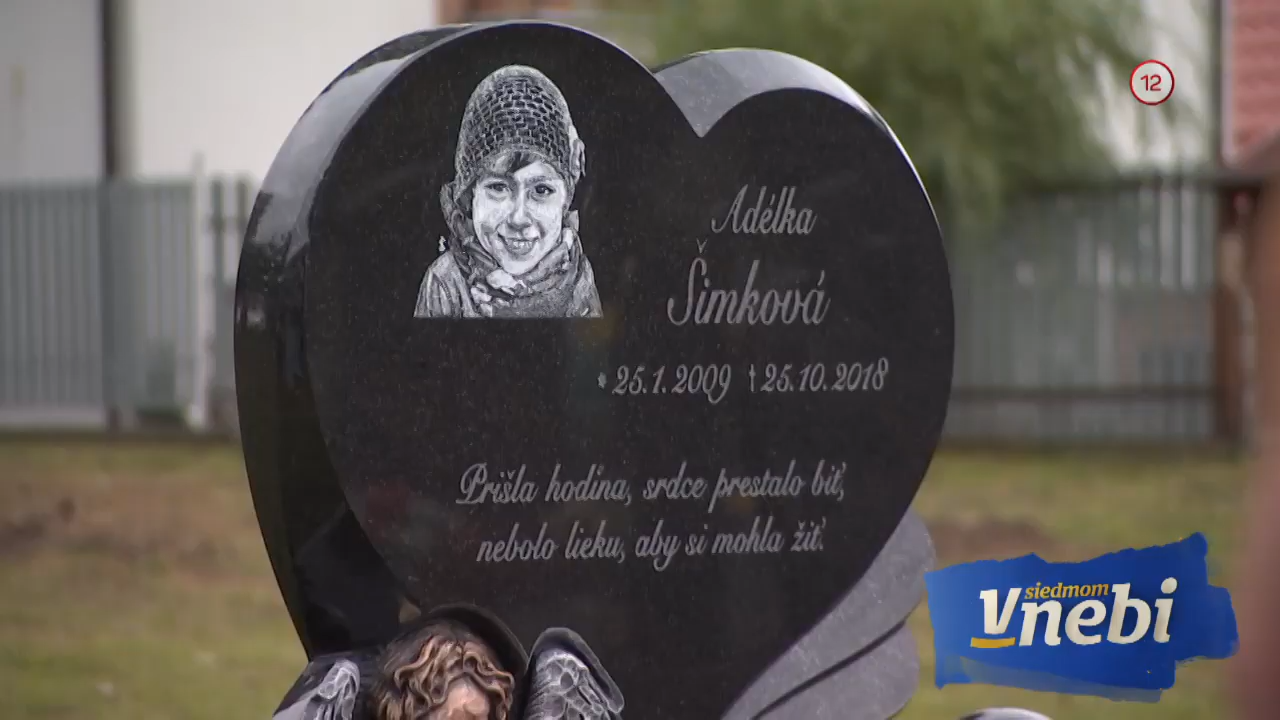 12
Adélka
Šimková
* 25.1.2009 †25.10.2018
Prišla hodina, srdce prestalo biť,
nebolo lieku, aby si mohla žiť.
siedmom
Vnebi